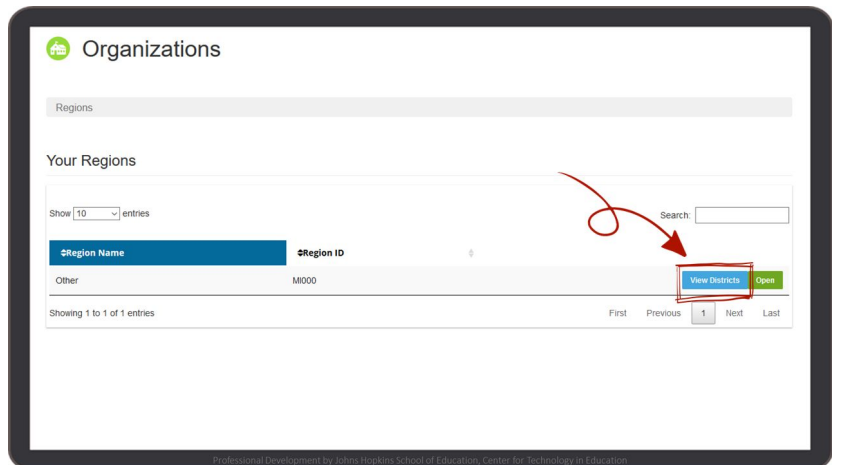 Organizations
Regions
Your Regions
Show 10 entries
Search:
Region Name Region ID
Other MI000 View Districts Open
Showing 1 to 1 of 1 entries First Previous 1 Next Last
Professional Development by Johns Hopkins School of Education, Center for Technology in Education